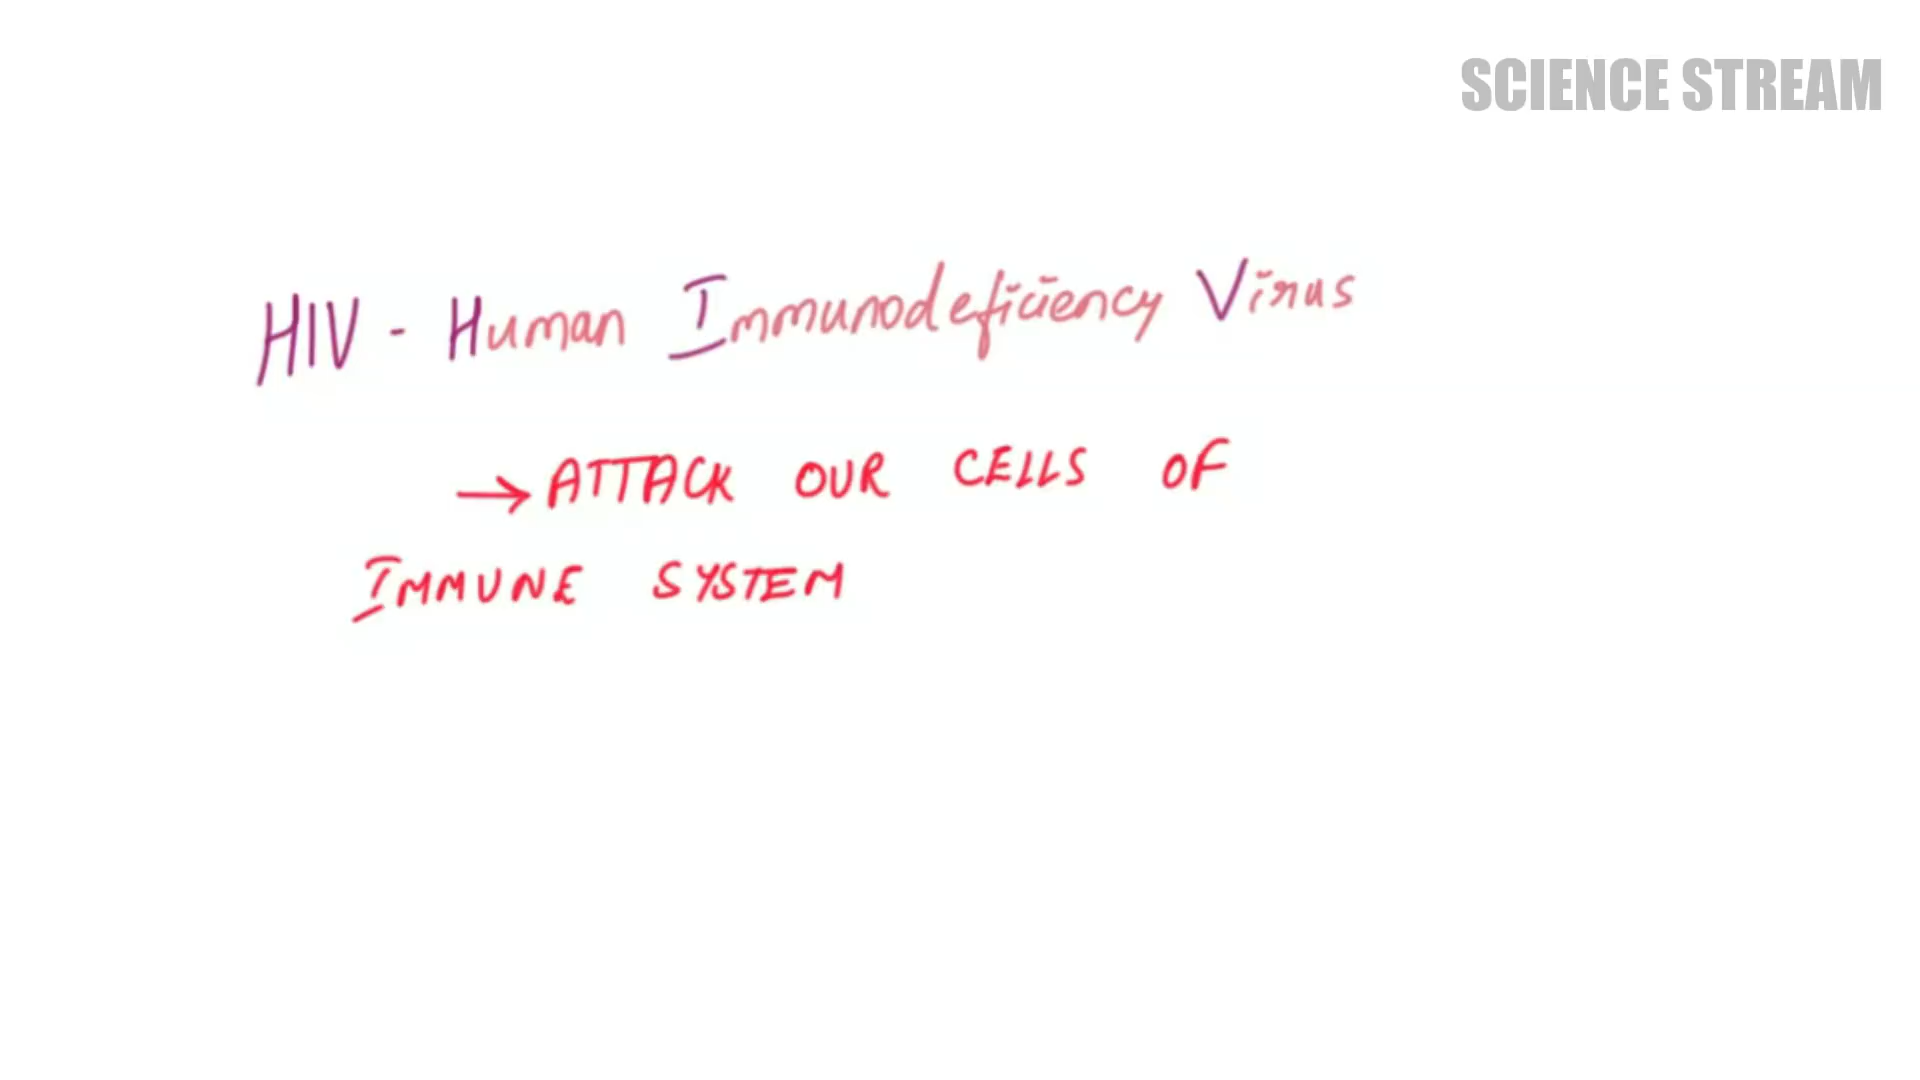 SCIENCE STREAM
HIV - Human Immunodeficiency Virus
→ ATTACK OUR CELLS OF
IMMUNE SYSTEM